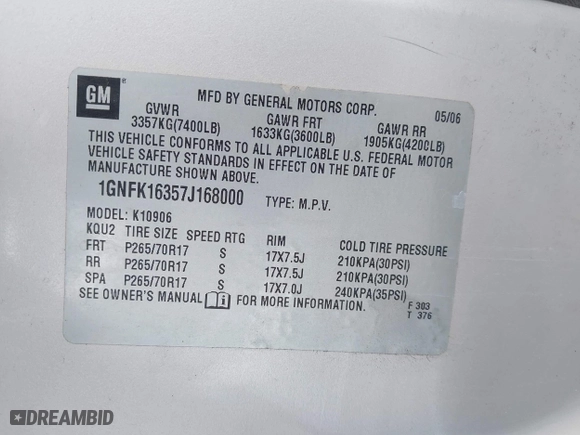 GM
MFD BY GENERAL MOTORS CORP. 05/06
GVWR GAWR FRT GAWR RR
3357KG(7400LB) 1633KG(3600LB) 1905KG(4200LB)
THIS VEHICLE CONFORMS TO ALL APPLICABLE U.S. FEDERAL MOTOR
VEHICLE SAFETY STANDARDS IN EFFECT ON THE DATE OF
MANUFACTURE SHOWN ABOVE.
1GNFK16357J168000 TYPE: M.P.V.
MODEL: K10906
KQU2 TIRE SIZE SPEED RTG RIM COLD TIRE PRESSURE
FRT P265/70R17 S 17X7.5J 210KPA(30PSI)
RR P265/70R17 S 17X7.5J 210KPA(30PSI)
SPA P265/70R17 S 17X7.0J 240KPA(35PSI)
SEE OWNER'S MANUAL FOR MORE INFORMATION. F 303
T 376
DREAMBID